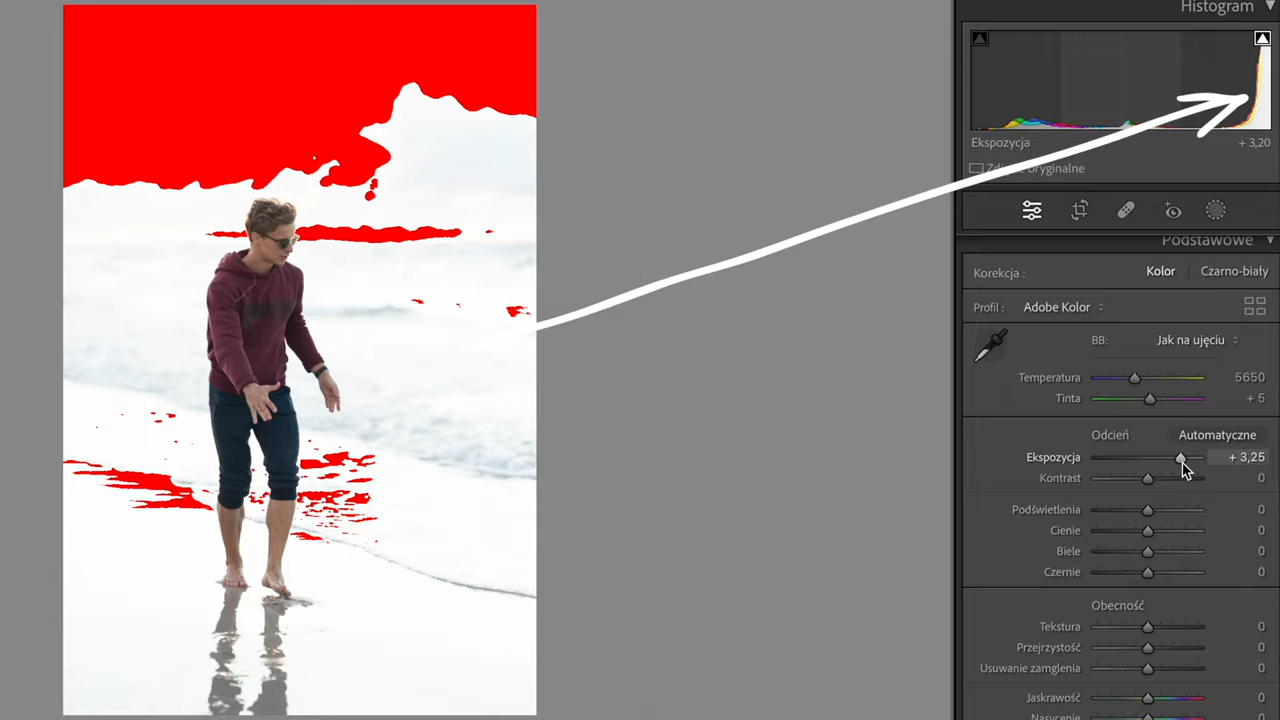 Histogram
Ekspozycja + 3,20
oryginalne
Podstawowe
Korekcja : Kolor Czarno-biały
Profil : Adobe Kolor
BB: Jak na ujęciu
Temperatura 5650
Tinta + 5
Odcień Automatyczne
Ekspozycja + 3,25
Kontrast 0
Podświetlenia 0
Cienie 0
Biele 0
Czernie 0
Obecność
Tekstura 0
Przejrzystość 0
Usuwanie zamglenia 0
Jaskrawość 0
Nasycenie 0